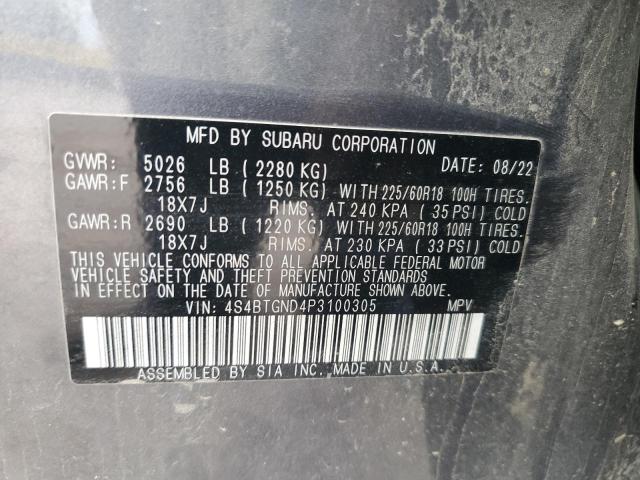 MFD BY SUBARU CORPORATION
GVWR: 5026 LB ( 2280 KG) DATE: 08/22
GAWR:F 2756 LB ( 1250 KG) WITH 225/60R18 100H TIRES.
18X7J RIMS. AT 240 KPA ( 35 PSI) COLD
GAWR:R 2690 LB ( 1220 KG) WITH 225/60R18 100H TIRES.
18X7J RIMS. AT 230 KPA ( 33 PSI) COLD
THIS VEHICLE CONFORMS TO ALL APPLICABLE FEDERAL MOTOR
VEHICLE SAFETY AND THEFT PREVENTION STANDARDS
IN EFFECT ON THE DATE OF MANUFACTURE SHOWN ABOVE.
VIN: 4S4BTGND4P3100305 MPV
ASSEMBLED BY SIA INC. MADE IN U.S.A.